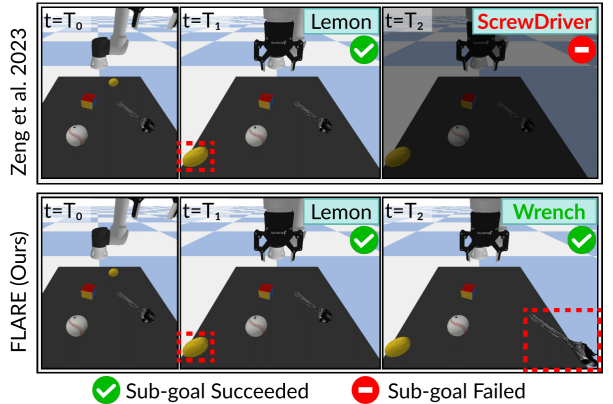 Zeng et al. 2023
t=T₀
t=T₁
Lemon
t=T₂
ScrewDriver
FLARE (Ours)
t=T₀
t=T₁
Lemon
t=T₂
Wrench
Sub-goal Succeeded
Sub-goal Failed